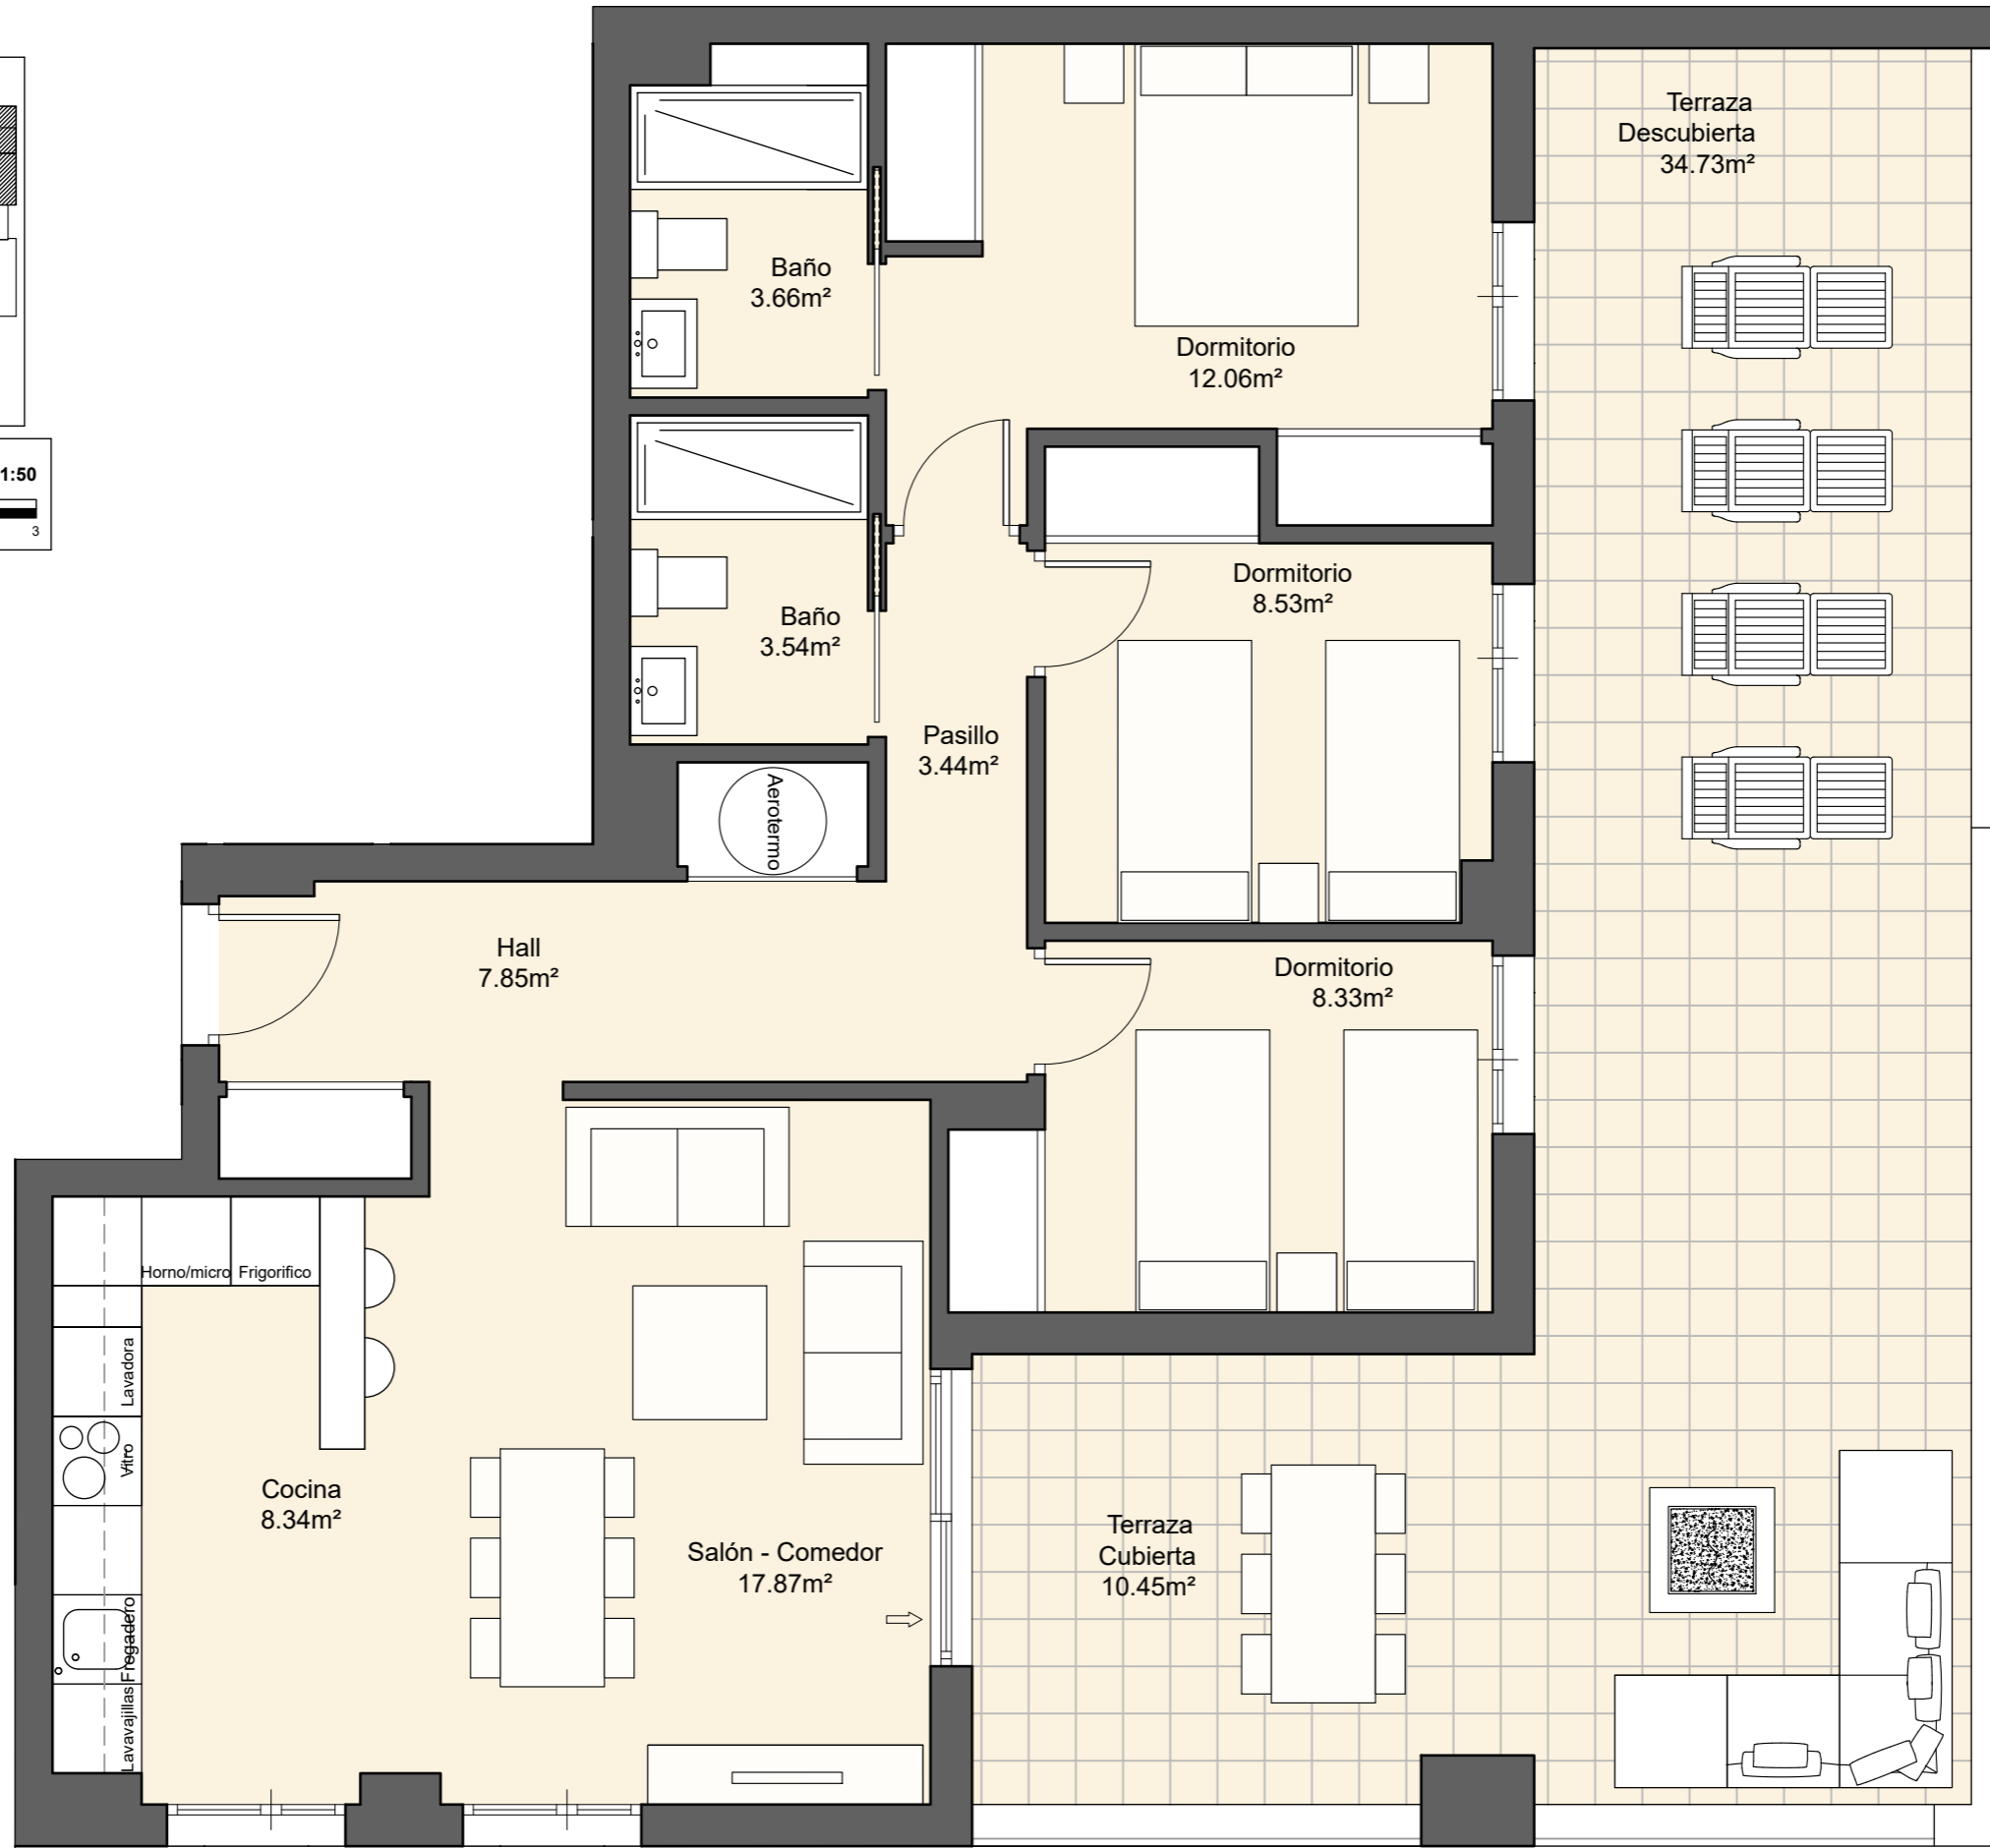 Terraza
Descubierta
34.73m²
Baño
3.66m²
Dormitorio
12.06m²
1:50
3
Dormitorio
8.53m²
Baño
3.54m²
Pasillo
3.44m²
Aerotermo
Hall
7.85m²
Dormitorio
8.33m²
Horno/micro
Frigorifico
Lavadora
Vitro
Cocina
8.34m²
Salón - Comedor
17.87m²
Terraza
Cubierta
10.45m²
Fregadero
Lavavajillas